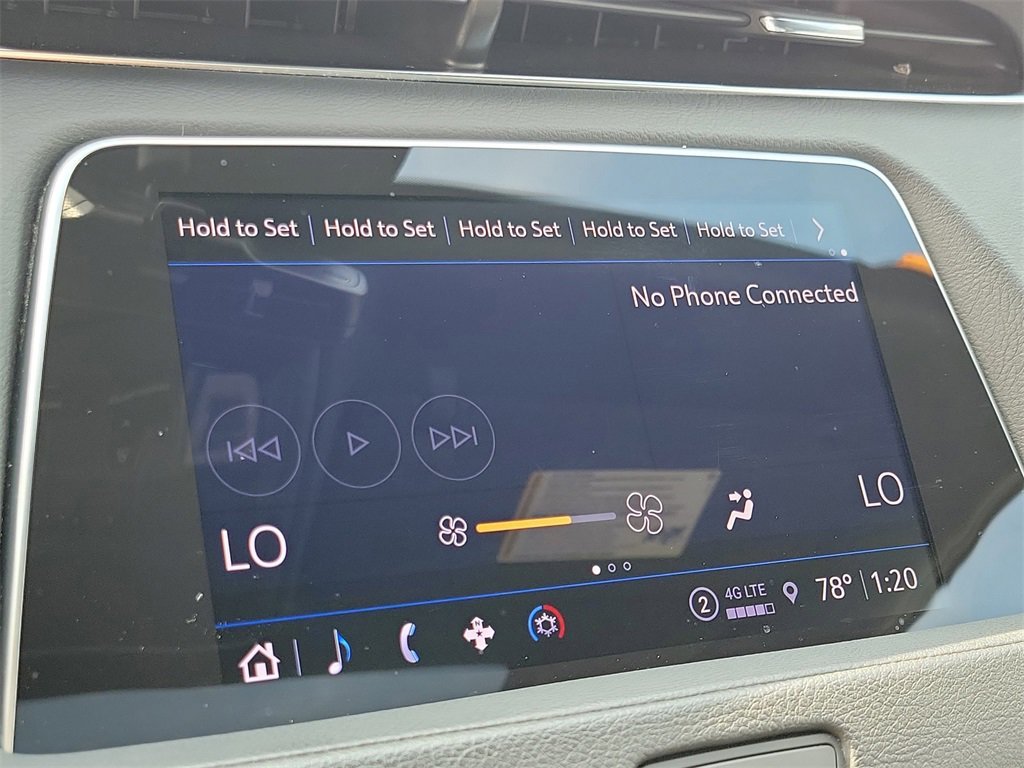 Hold to Set Hold to Set Hold to Set Hold to Set Hold to Set
No Phone Connected
LO LO
2 4G LTE 78° 1:20
N